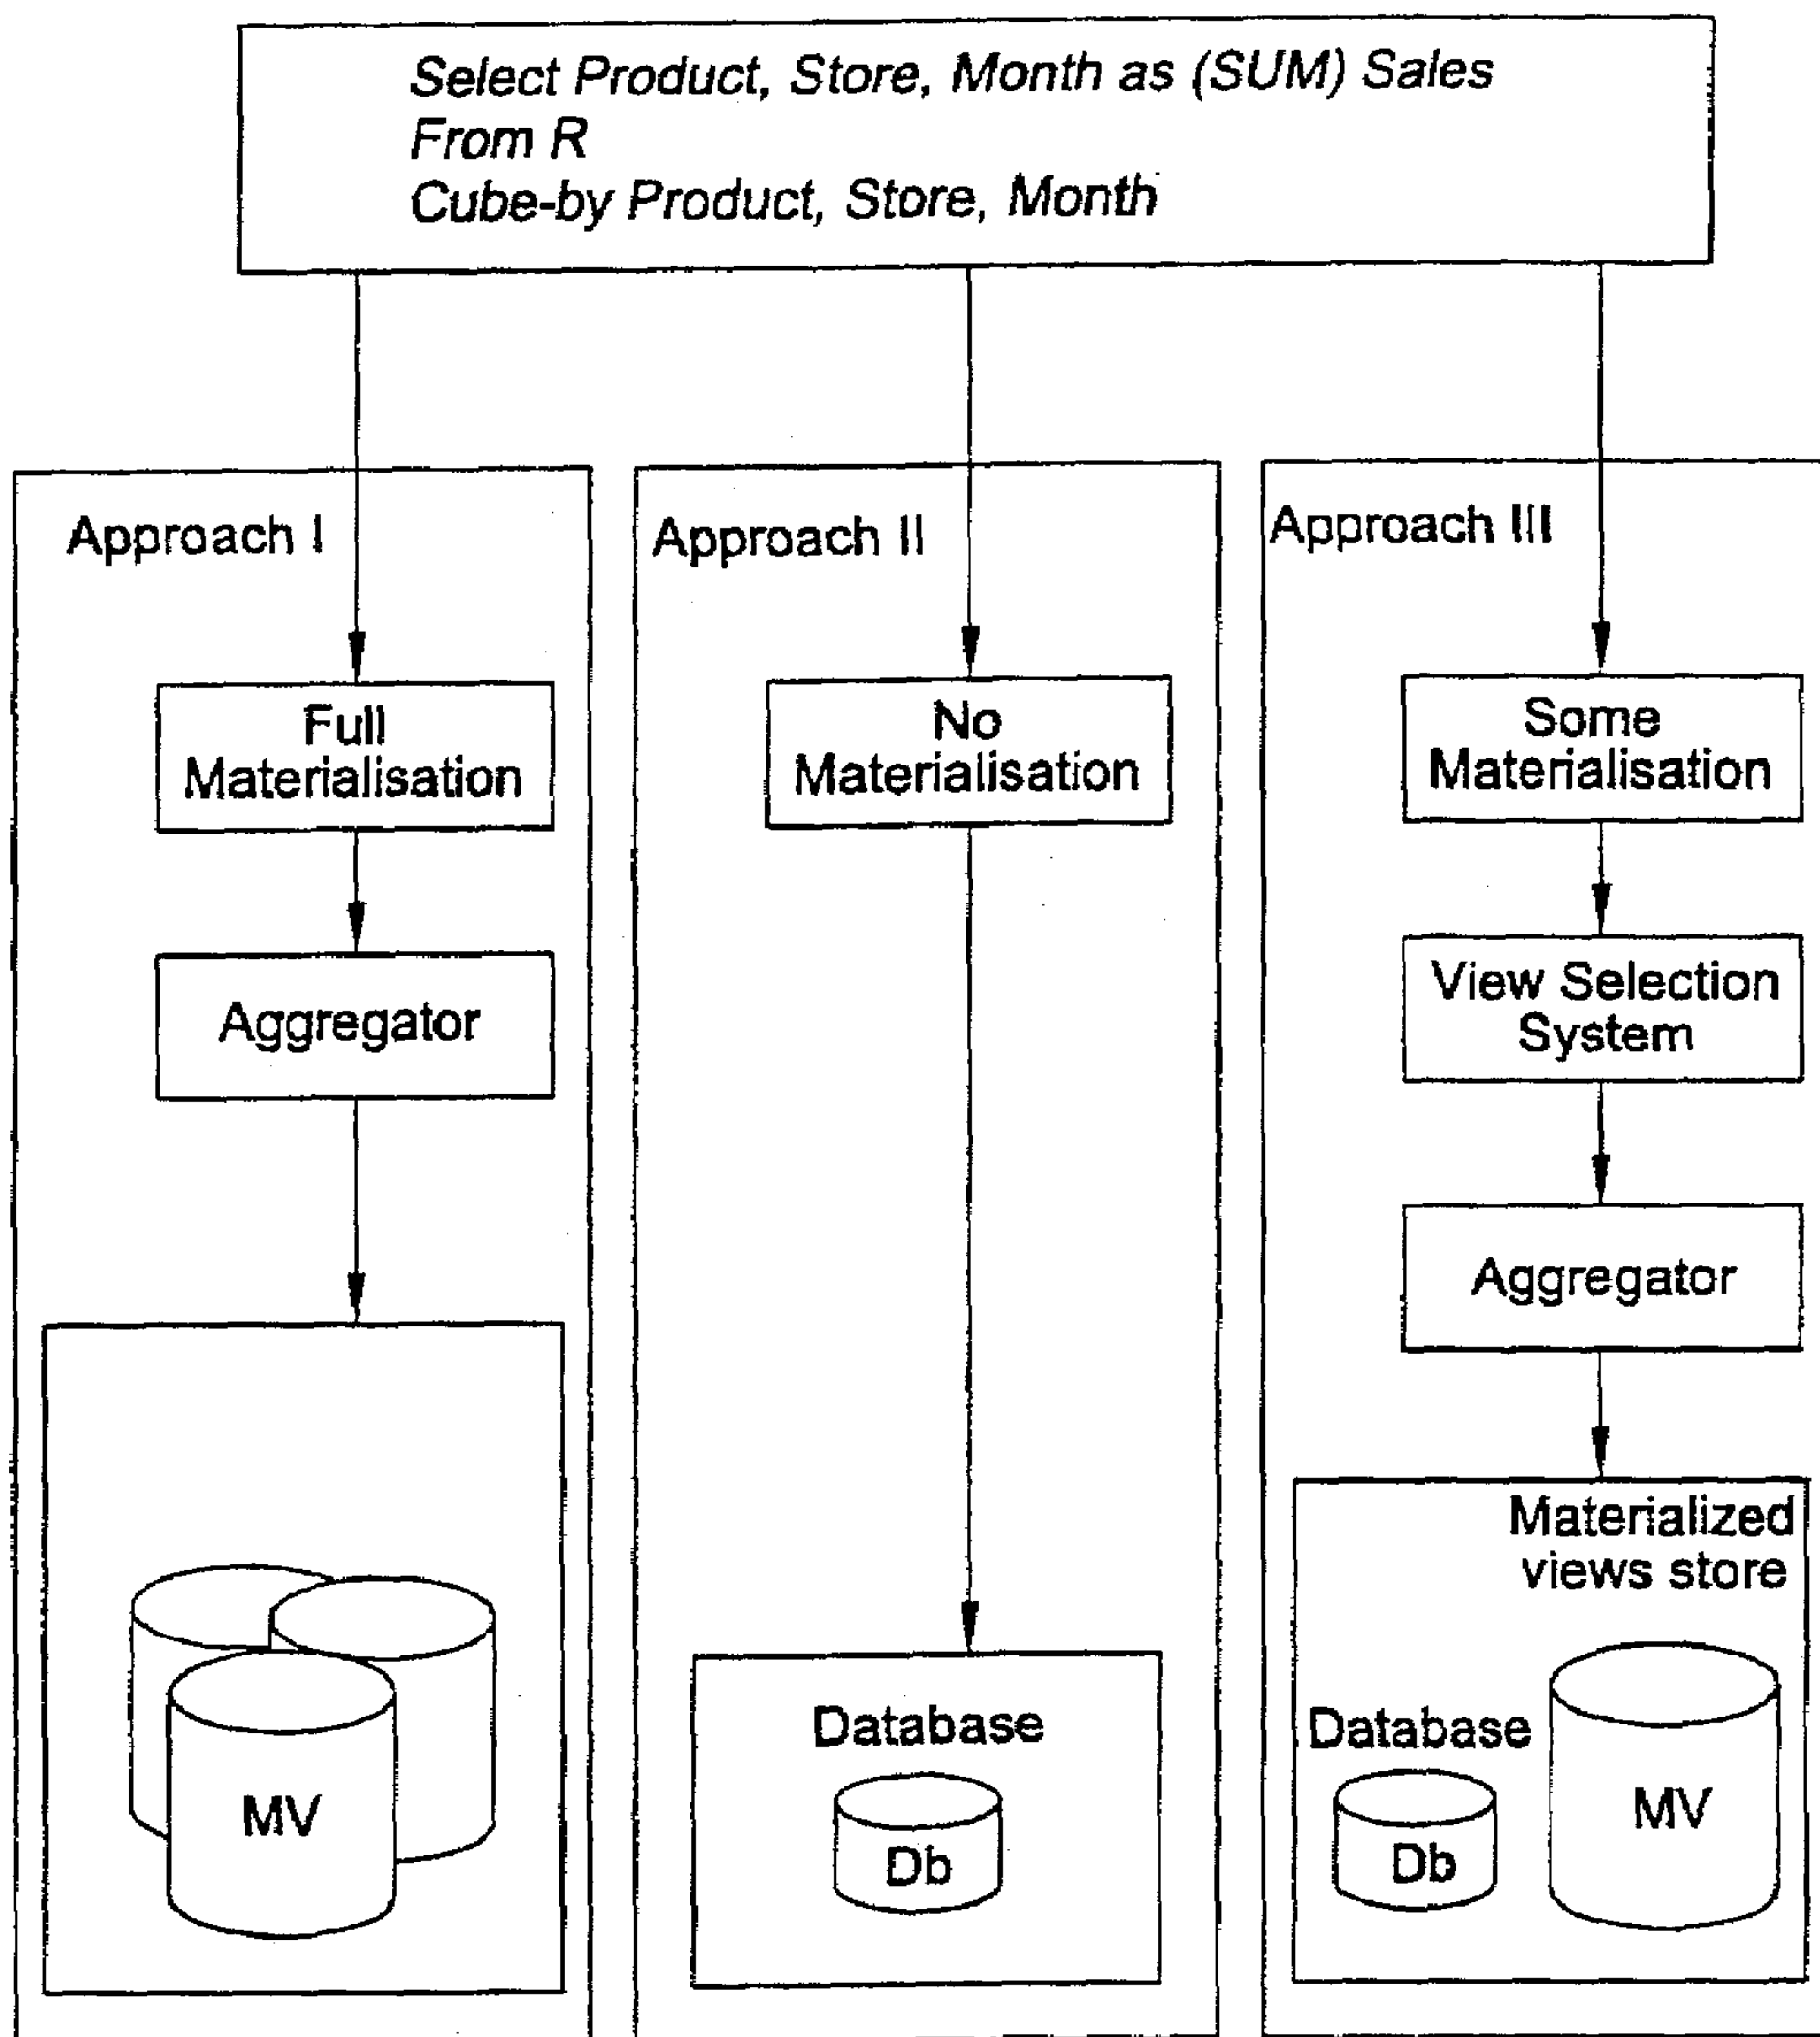 Select Product, Store, Month as (SUM) Sales
From R
Cube-by Product, Store, Month
Approach I
Full
Materialisation
Aggregator
MV
Approach II
No
Materialisation
Database
Db
Approach III
Some
Materialisation
View Selection
System
Aggregator
Materialized
views store
Database
Db
MV